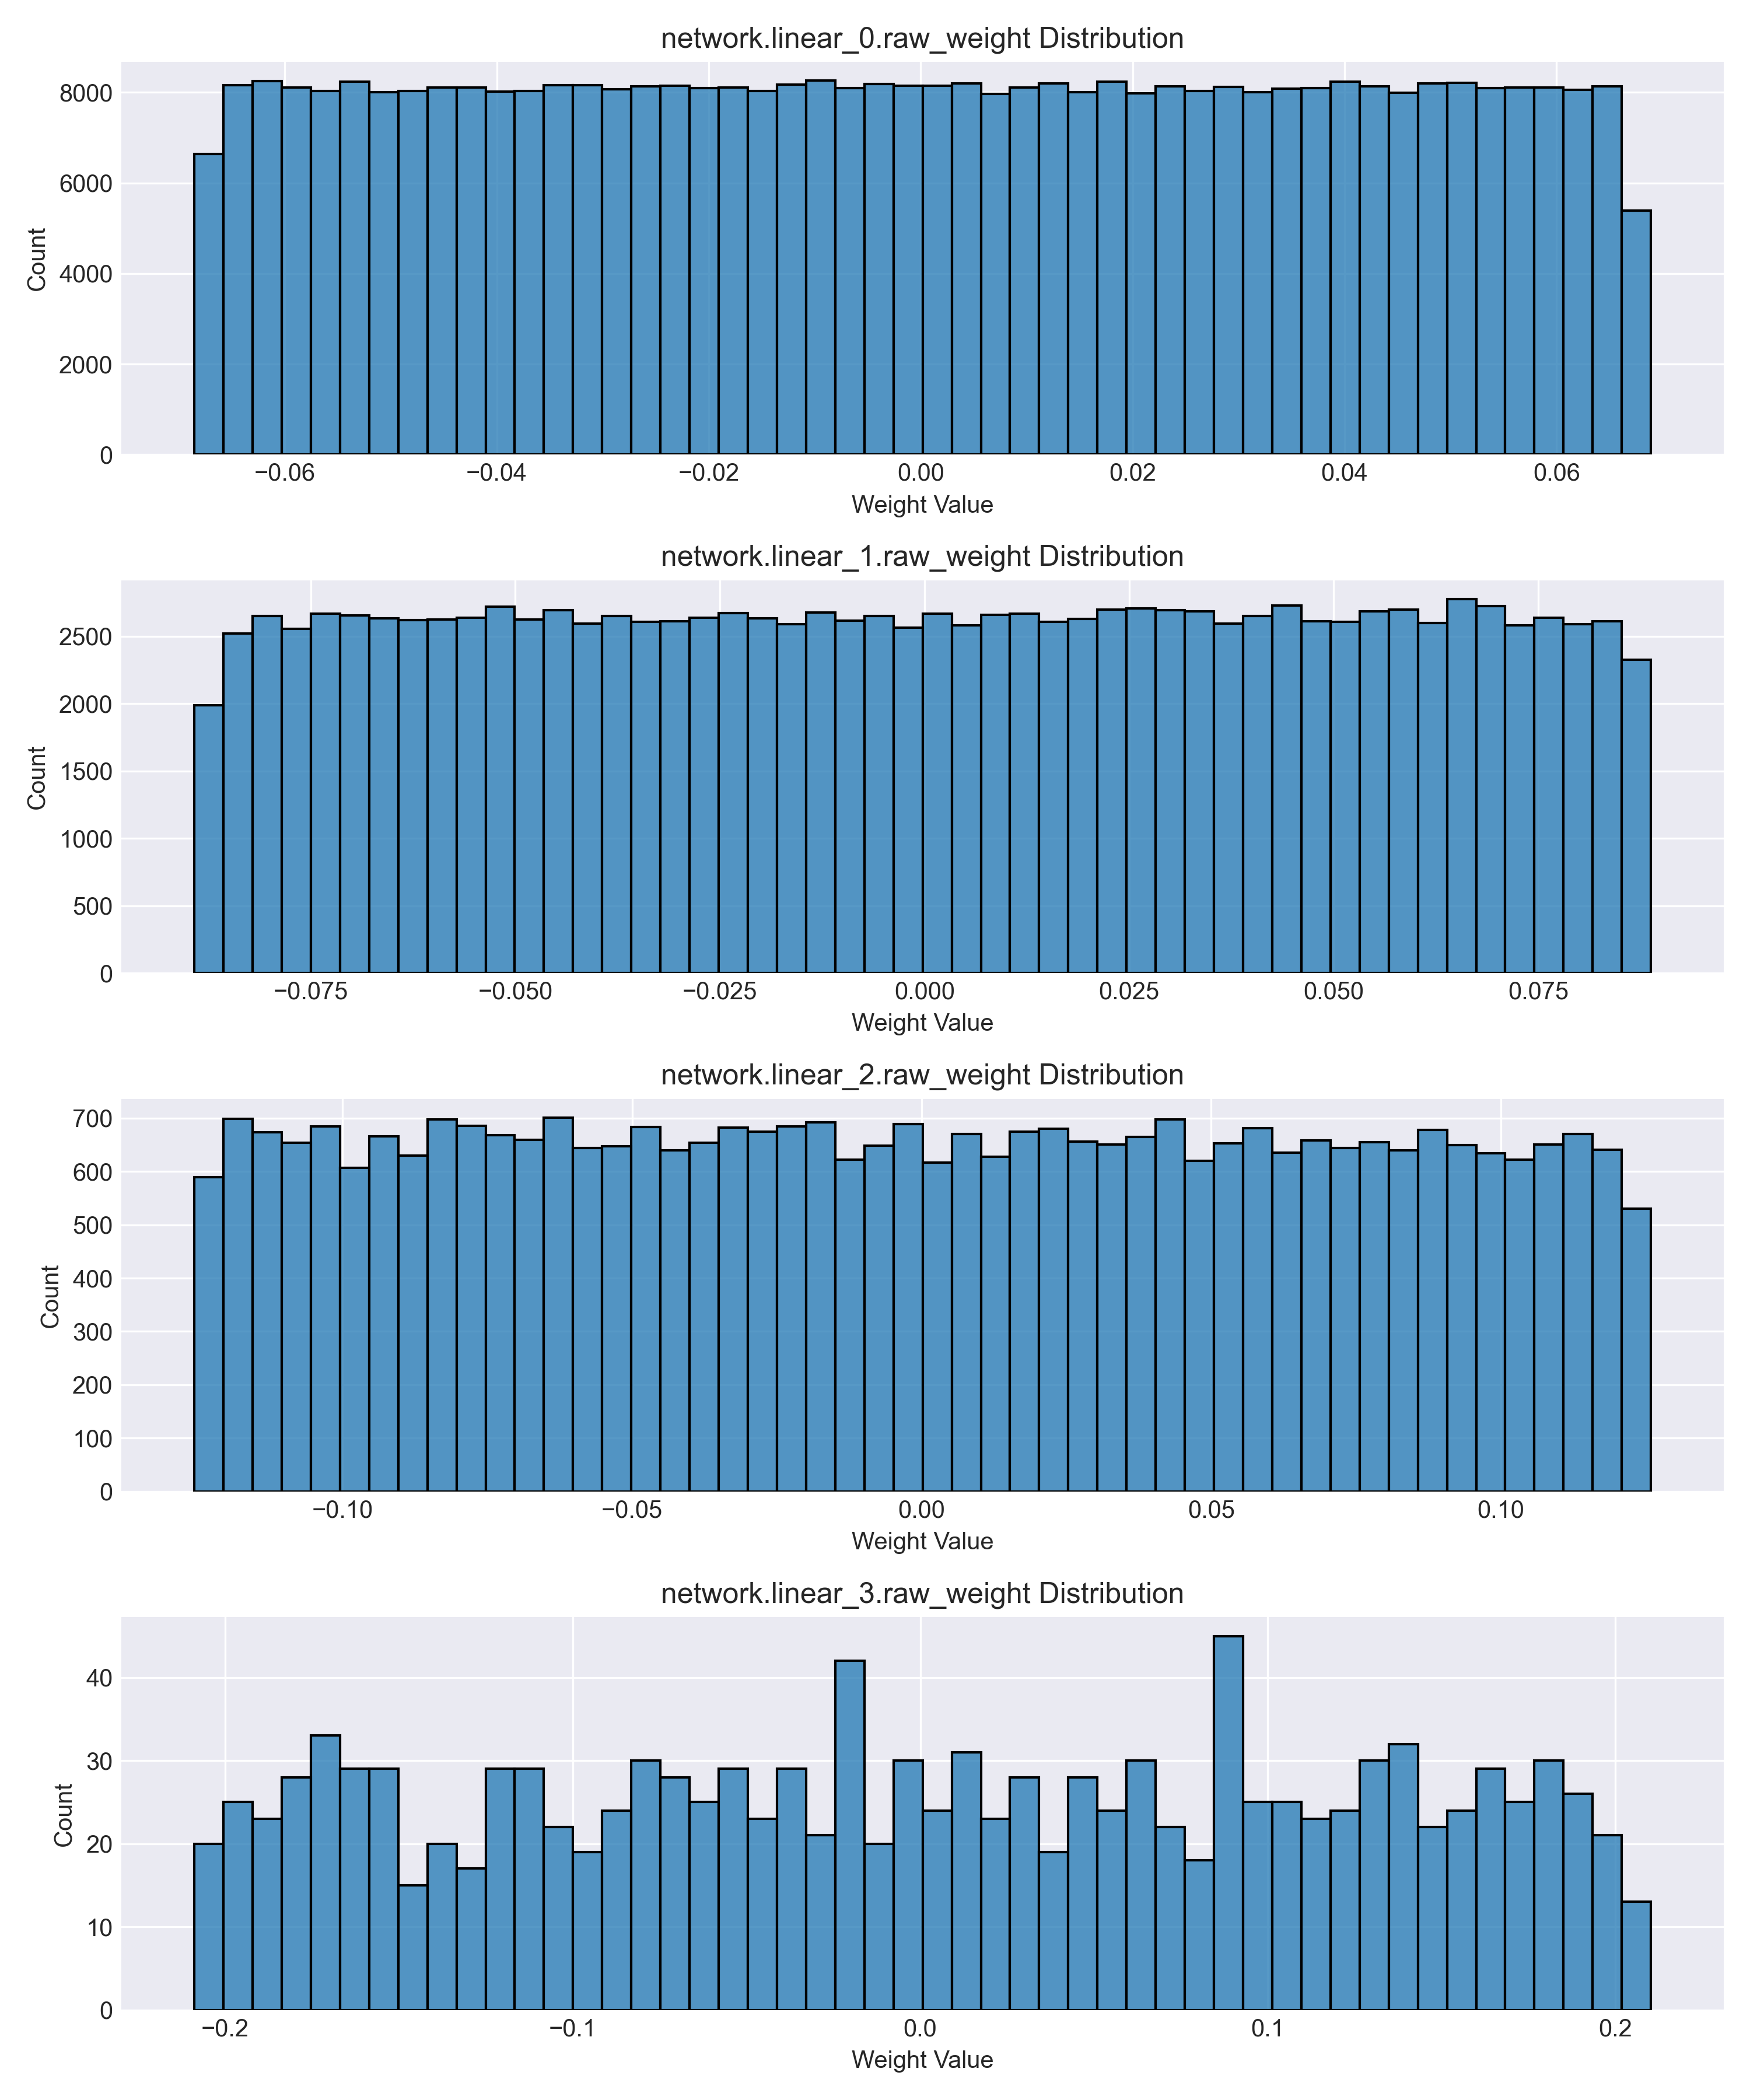 network.linear_0.raw_weight Distribution
8000
6000
4000
2000
0
Count
−0.06 −0.04 −0.02 0.00 0.02 0.04 0.06
Weight Value
network.linear_1.raw_weight Distribution
2500
2000
1500
1000
500
0
Count
−0.075 −0.050 −0.025 0.000 0.025 0.050 0.075
Weight Value
network.linear_2.raw_weight Distribution
700
600
500
400
300
200
100
0
Count
−0.10 −0.05 0.00 0.05 0.10
Weight Value
network.linear_3.raw_weight Distribution
40
30
20
10
0
Count
−0.2 −0.1 0.0 0.1 0.2
Weight Value